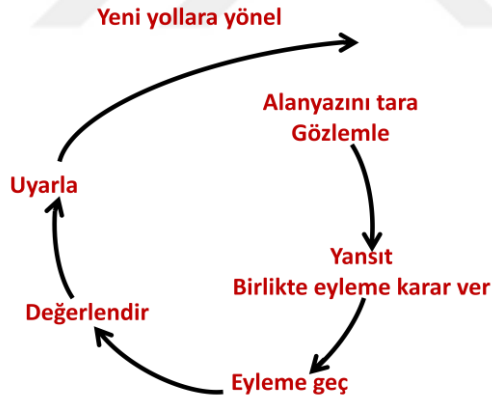 Yeni yollara yönel
Alanyazını tara
Gözlemle
Yansıt
Birlikte eyleme karar ver
Eyleme geç
Değerlendir
Uyarla